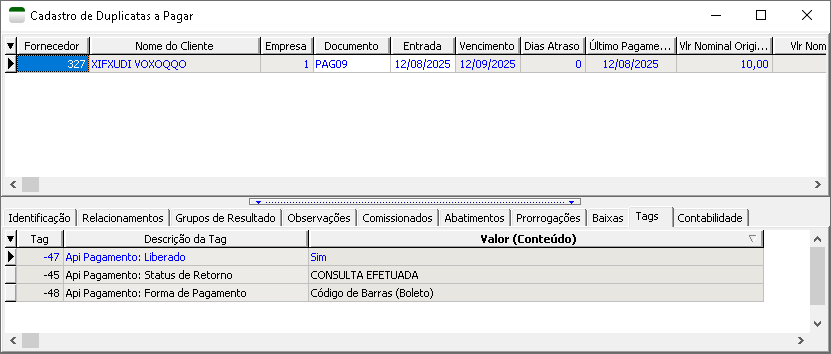 Cadastro de Duplicatas a Pagar
Fornecedor Nome do Cliente Empresa Documento Entrada Vencimento Dias Atraso Último Pagame... Vlr Nominal Origi... Vlr Nom
327 XIFXUDI VOXOQQO 1 PAG09 12/08/2025 12/09/2025 0 12/08/2025 10,00
Identificação Relacionamentos Grupos de Resultado Observações Comissionados Abatimentos Prorrogações Baixas Tags Contabilidade
Tag Descrição da Tag Valor (Conteúdo)
-47 Api Pagamento: Liberado Sim
-45 Api Pagamento: Status de Retorno CONSULTA EFETUADA
-48 Api Pagamento: Forma de Pagamento Código de Barras (Boleto)